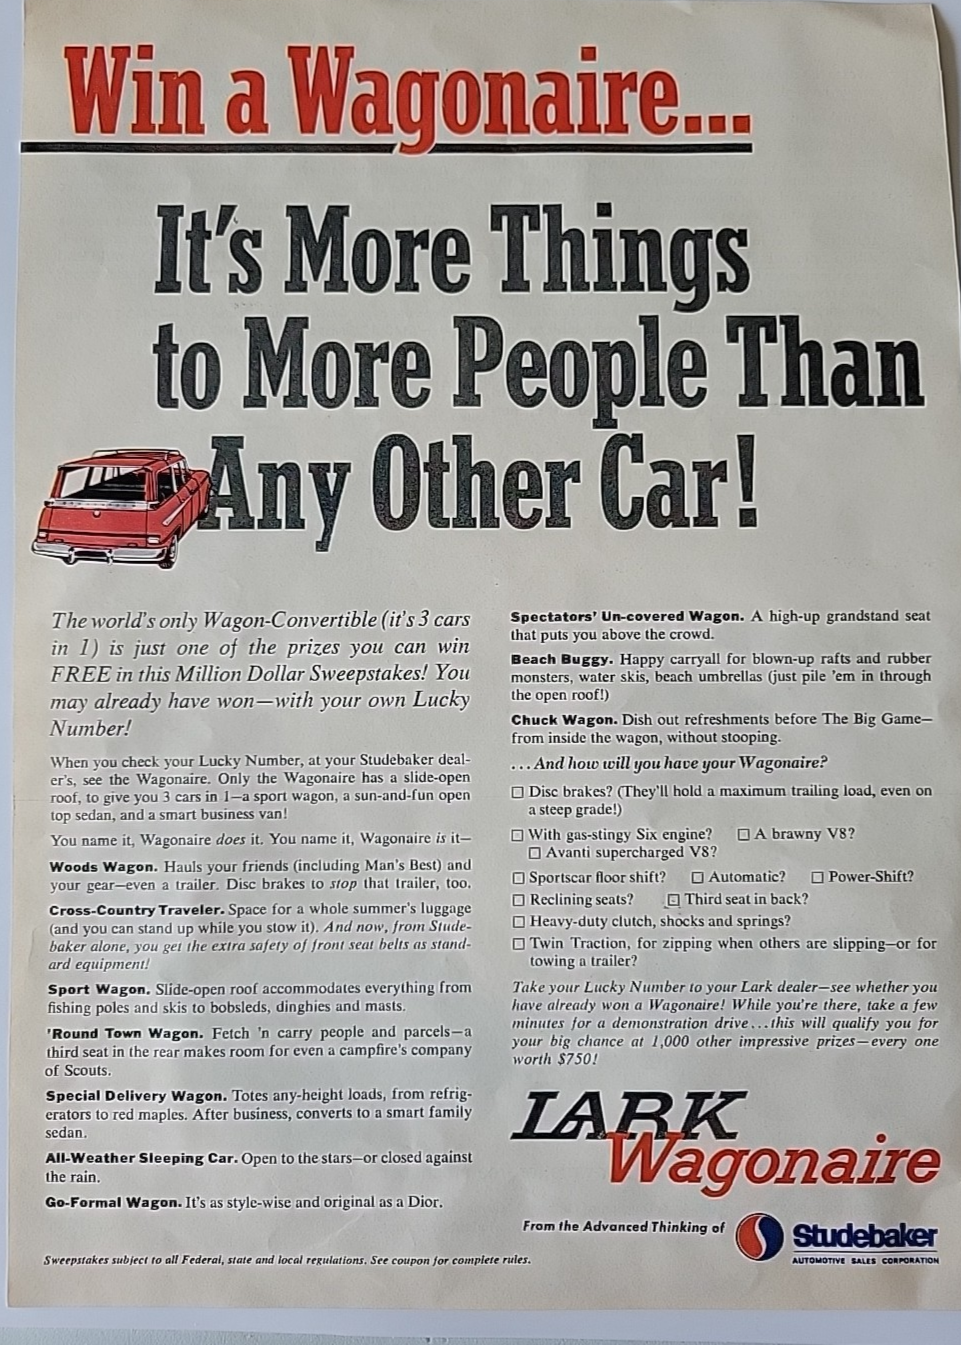 Win a Wagonaire...
It's More Things
to More People Than
Any Other Car!
The world's only Wagon-Convertible (it's 3 cars
in 1) is just one of the prizes you can win
FREE in this Million Dollar Sweepstakes! You
may already have won—with your own Lucky
Number!
When you check your Lucky Number, at your Studebaker deal-
er's, see the Wagonaire. Only the Wagonaire has a slide-open
roof, to give you 3 cars in 1—a sport wagon, a sun-and-fun open
top sedan, and a smart business van!
You name it, Wagonaire does it. You name it, Wagonaire is it—
Woods Wagon. Hauls your friends (including Man's Best) and
your gear—even a trailer. Disc brakes to stop that trailer, too.
Cross-Country Traveler. Space for a whole summer's luggage
(and you can stand up while you stow it). And now, from Stude-
baker alone, you get the extra safety of front seat belts as stand-
ard equipment!
Sport Wagon. Slide-open roof accommodates everything from
fishing poles and skis to bobsleds, dinghies and masts.
'Round Town Wagon. Fetch 'n carry people and parcels—a
third seat in the rear makes room for even a campfire's company
of Scouts.
Special Delivery Wagon. Totes any-height loads, from refrig-
erators to red maples. After business, converts to a smart family
sedan.
All-Weather Sleeping Car. Open to the stars—or closed against
the rain.
Go-Formal Wagon. It's as style-wise and original as a Dior.
Spectators' Un-covered Wagon. A high-up grandstand seat
that puts you above the crowd.
Beach Buggy. Happy carryall for blown-up rafts and rubber
monsters, water skis, beach umbrellas (just pile 'em in through
the open roof!)
Chuck Wagon. Dish out refreshments before The Big Game—
from inside the wagon, without stooping.
...And how will you have your Wagonaire?
☐ Disc brakes? (They'll hold a maximum trailing load, even on
a steep grade!)
☐ With gas-stingy Six engine? ☐ A brawny V8?
☐ Avanti supercharged V8?
☐ Sportscar floor shift? ☐ Automatic? ☐ Power-Shift?
☐ Reclining seats? ☐ Third seat in back?
☐ Heavy-duty clutch, shocks and springs?
☐ Twin Traction, for zipping when others are slipping—or for
towing a trailer?
Take your Lucky Number to your Lark dealer—see whether you
have already won a Wagonaire! While you're there, take a few
minutes for a demonstration drive...this will qualify you for
your big chance at 1,000 other impressive prizes—every one
worth $750!
LARK
Wagonaire
From the Advanced Thinking of
Studebaker
AUTOMOTIVE SALES CORPORATION
Sweepstakes subject to all Federal, state and local regulations. See coupon for complete rules.